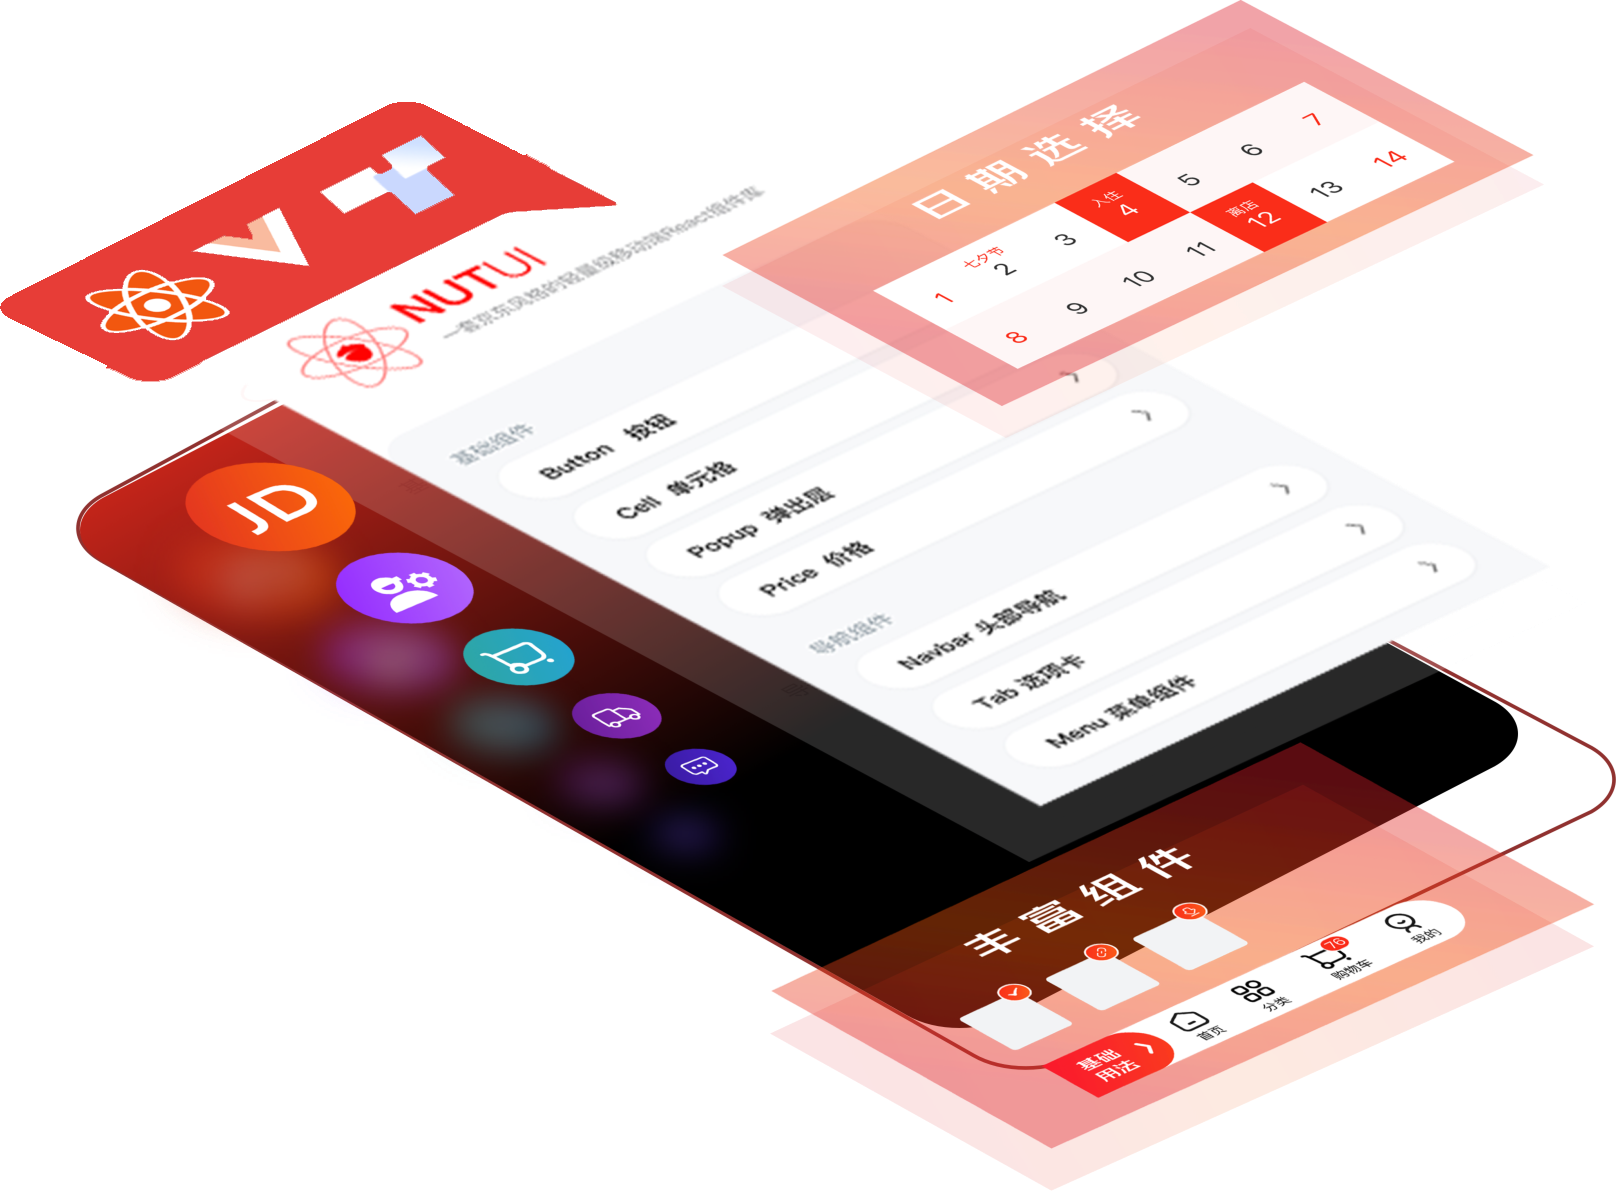 NUTUI
一套京东风格的轻量级移动端React组件库
日期选择
1
七夕节
2
3
入住
4
5
6
7
8
9
10
11
离店
12
13
14
基础组件
Button 按钮
Cell 单元格
Popup 弹出层
Price 价格
导航组件
Navbar 头部导航
Tab 选项卡
Menu 菜单组件
JD
丰富组件
基础
用法
首页
分类
76
购物车
我的